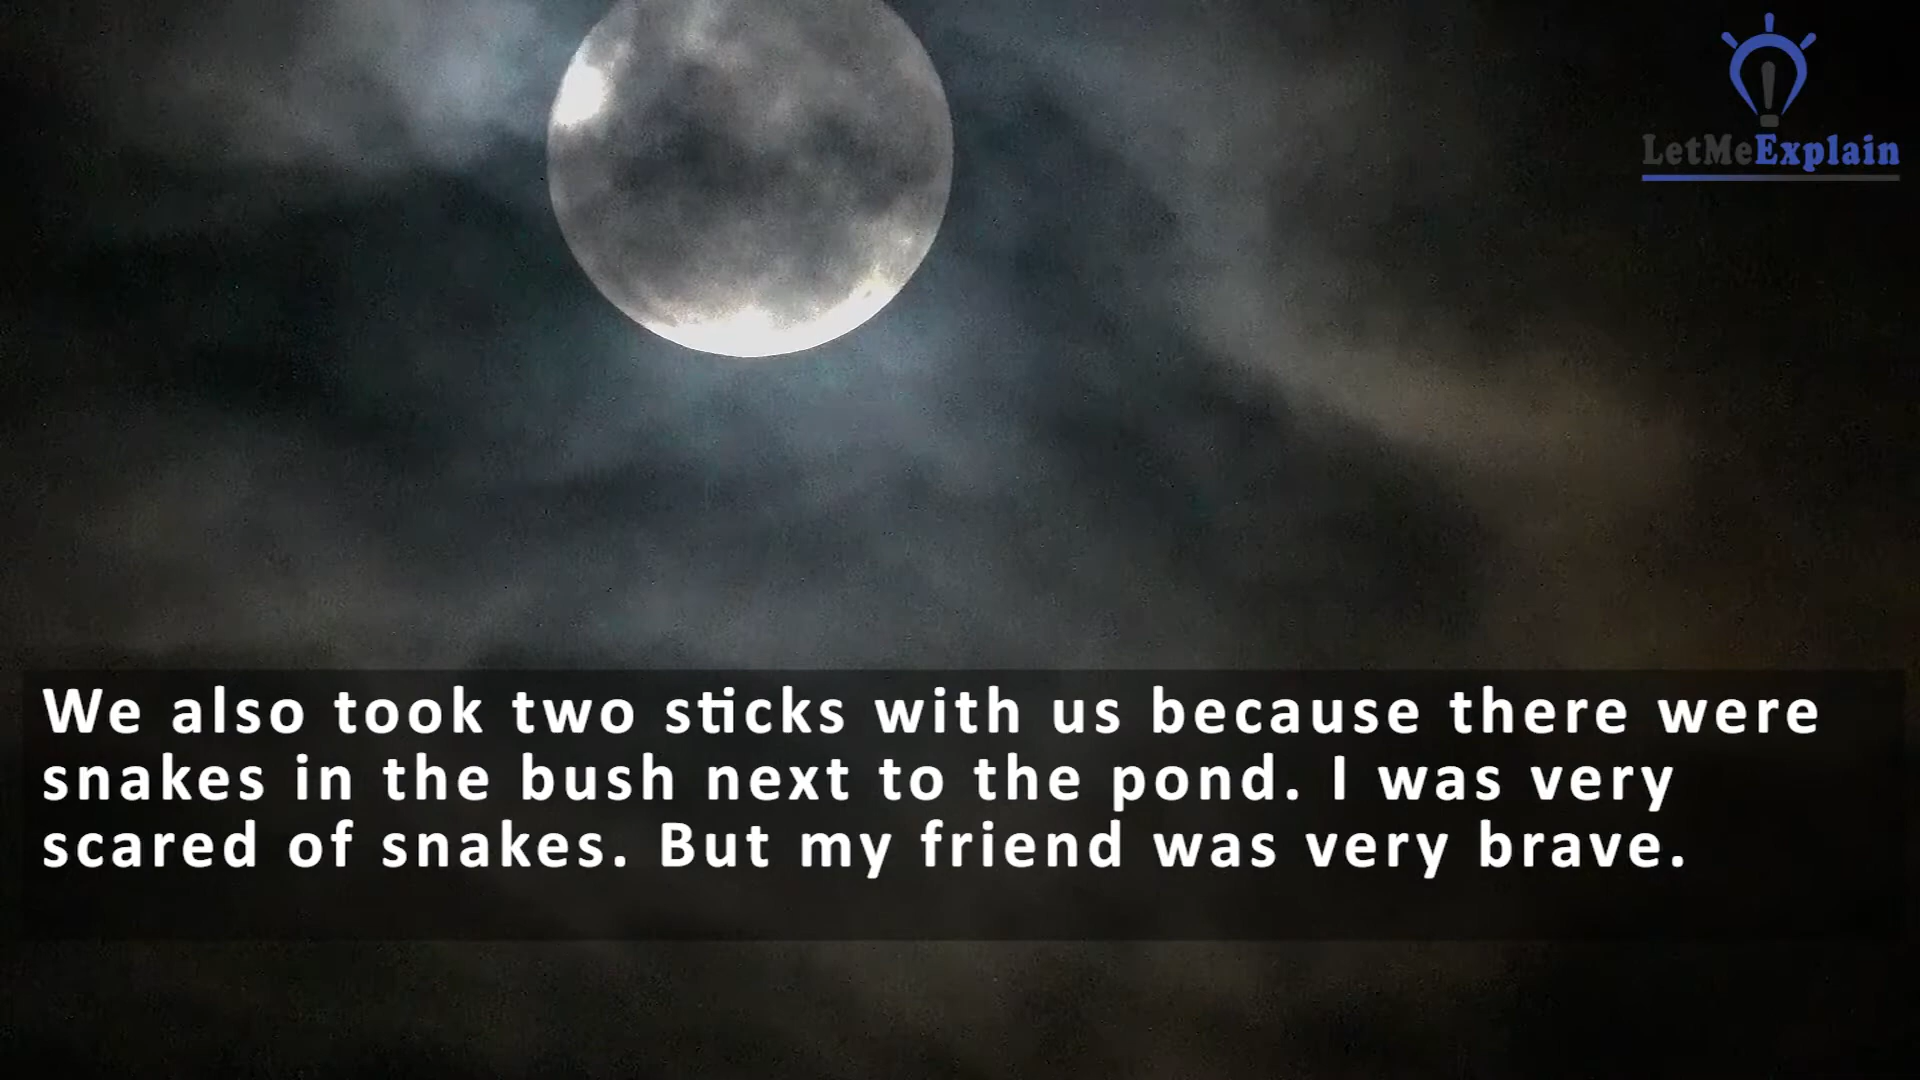 LetMeExplain
We also took two sticks with us because there were
snakes in the bush next to the pond. I was very
scared of snakes. But my friend was very brave.